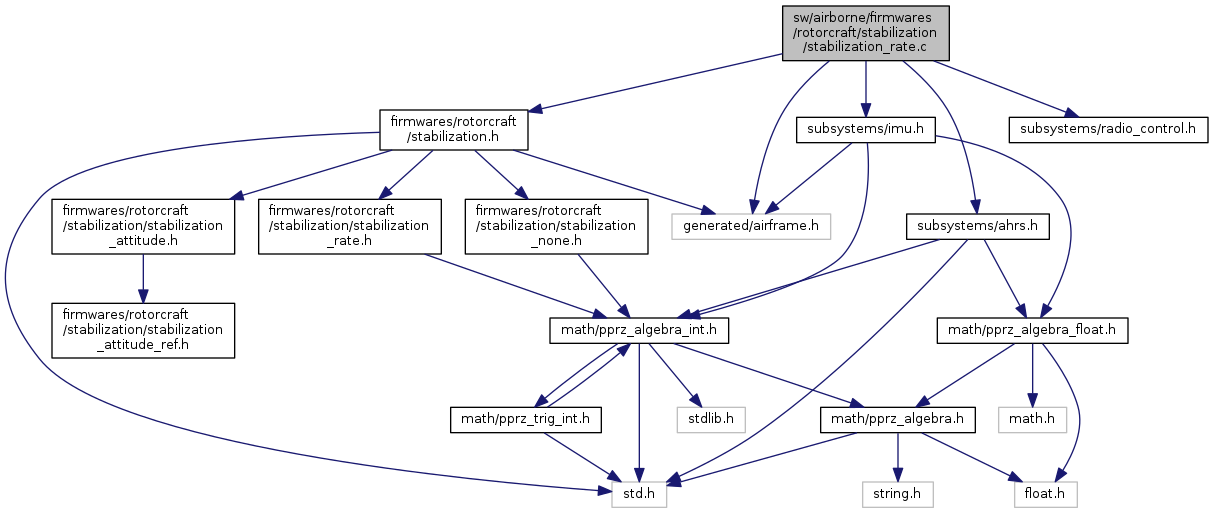 sw/airborne/firmwares
/rotorcraft/stabilization
/stabilization_rate.c
firmwares/rotorcraft
/stabilization.h
subsystems/imu.h
subsystems/radio_control.h
firmwares/rotorcraft
/stabilization/stabilization
_attitude.h
firmwares/rotorcraft
/stabilization/stabilization
_rate.h
firmwares/rotorcraft
/stabilization/stabilization
_none.h
generated/airframe.h
subsystems/ahrs.h
firmwares/rotorcraft
/stabilization/stabilization
_attitude_ref.h
math/pprz_algebra_int.h
math/pprz_algebra_float.h
math/pprz_trig_int.h
stdlib.h
math/pprz_algebra.h
math.h
std.h
string.h
float.h